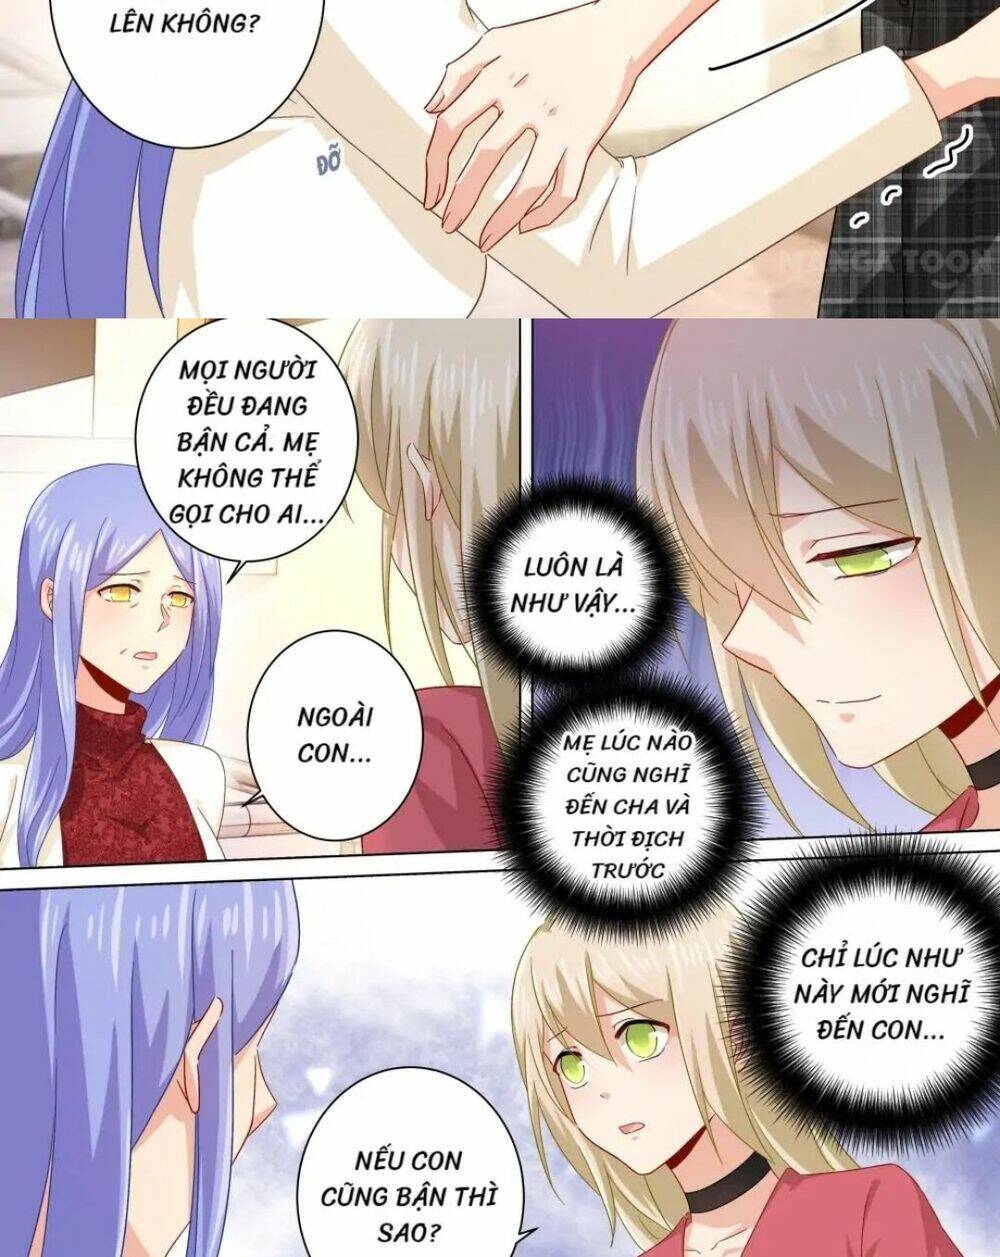 LÊN KHÔNG?
ĐỠ
MANGATOON
MỌI NGƯỜI
ĐỀU ĐANG
BẬN CẢ. MẸ
KHÔNG THỂ
GỌI CHO AI...
LUÔN LÀ
NHƯ VẬY...
NGOÀI
CON...
MẸ LÚC NÀO
CŨNG NGHĨ
ĐẾN CHA VÀ
THỜI ĐỊCH
TRƯỚC
CHỈ LÚC NHƯ
NÀY MỚI NGHĨ
ĐẾN CON...
NẾU CON
CŨNG BẬN THÌ
SAO?